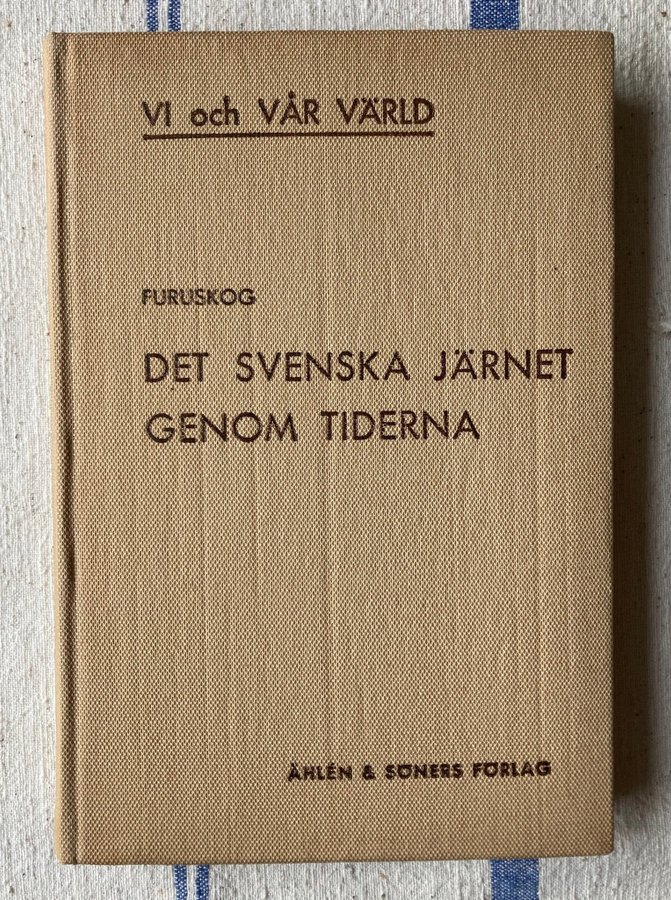 VI och VÅR VÄRLD
FURUSKOG
DET SVENSKA JÄRNET
GENOM TIDERNA
ÅHLÉN & SÖNERS FÖRLAG